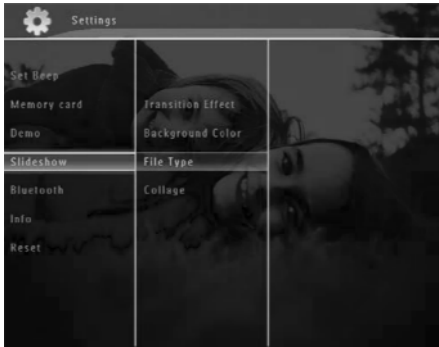 Settings
Set Beep
Memory card
Demo
Slideshow
Bluetooth
Info
Reset
Transition Effect
Background Color
File Type
Collage